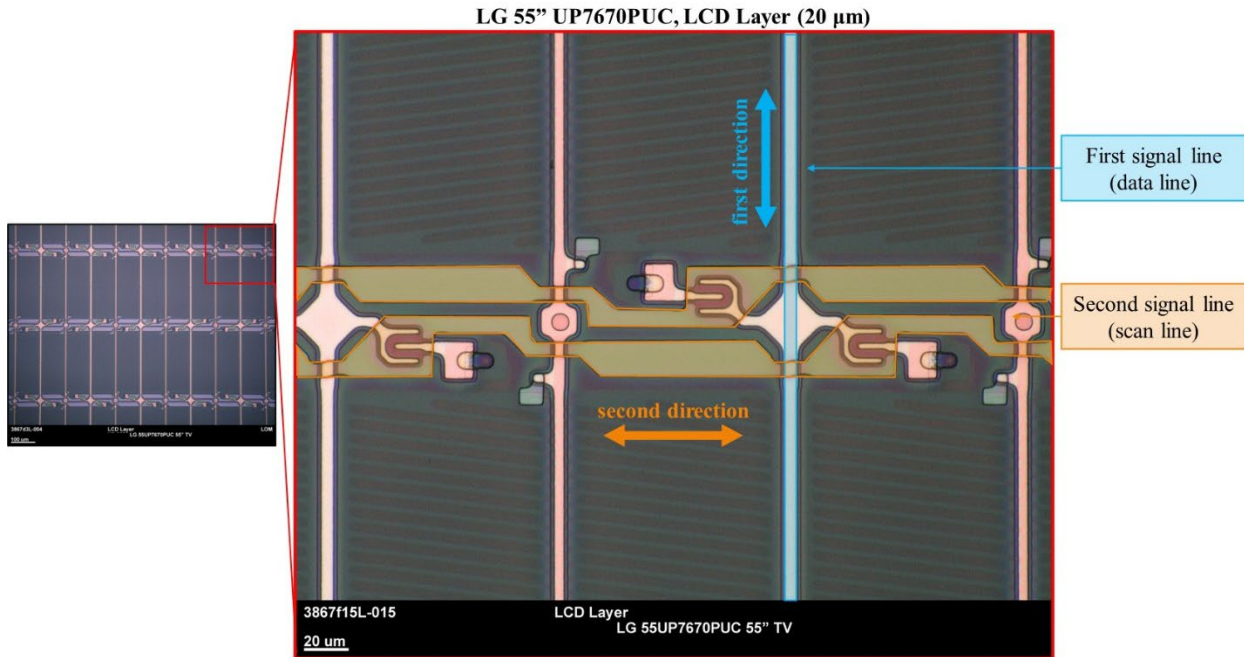 LG 55” UP7670PUC, LCD Layer (20 μm)
first direction
First signal line
(data line)
Second signal line
(scan line)
second direction
3867d3L-004
LCD Layer
LOM
LG 55UP7670PUC 55" TV
100 um
3867f15L-015
LCD Layer
LG 55UP7670PUC 55” TV
20 um